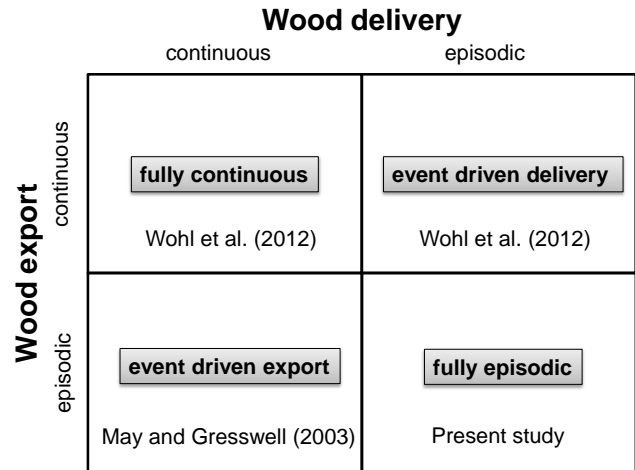 Wood delivery
continuous episodic
Wood export
continuous
fully continuous event driven delivery
Wohl et al. (2012) Wohl et al. (2012)
episodic
event driven export fully episodic
May and Gresswell (2003) Present study